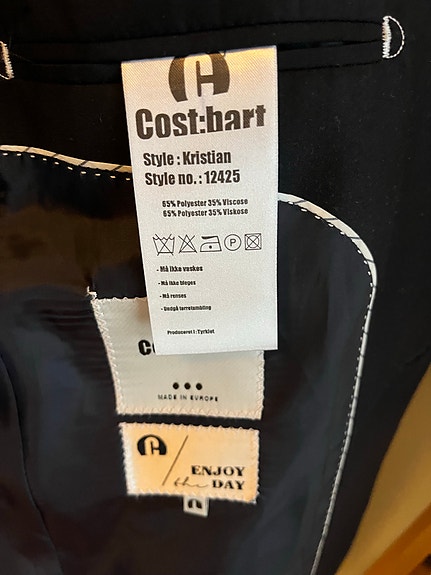 Cost:bart
Style : Kristian
Style no. : 12425
65% Polyester 35% Viscose
65% Polyester 35% Viskose
- Må ikke vaskes
- Må ikke bleges
- Må renses
- Undgå tørretumbling
Produceret i : Tyrkiet
MADE IN EUROPE
ENJOY
the DAY